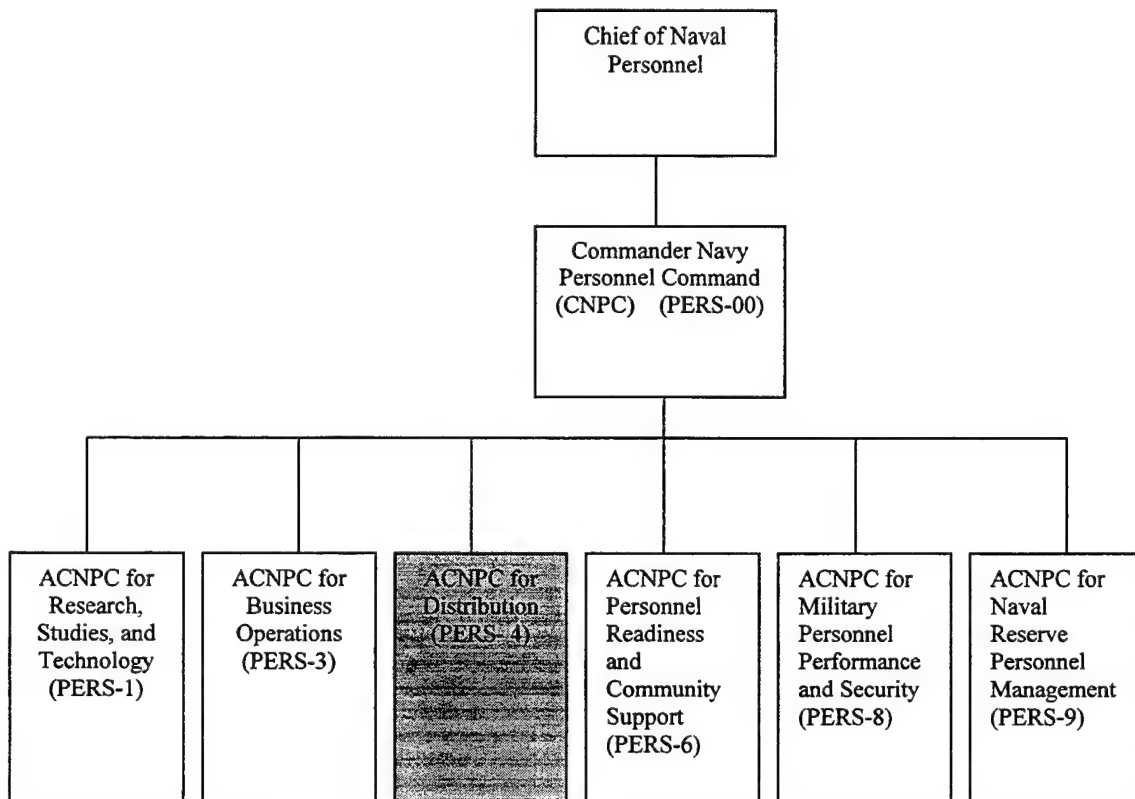 Chief of Naval
Personnel
Commander Navy
Personnel Command
(CNPC) (PERS-00)
ACNPC for
Research,
Studies, and
Technology
(PERS-1)
ACNPC for
Business
Operations
(PERS-3)
ACNPC for
Distribution
(PERS- 4)
ACNPC for
Personnel
Readiness
and
Community
Support
(PERS-6)
ACNPC for
Military
Personnel
Performance
and Security
(PERS-8)
ACNPC for
Naval
Reserve
Personnel
Management
(PERS-9)